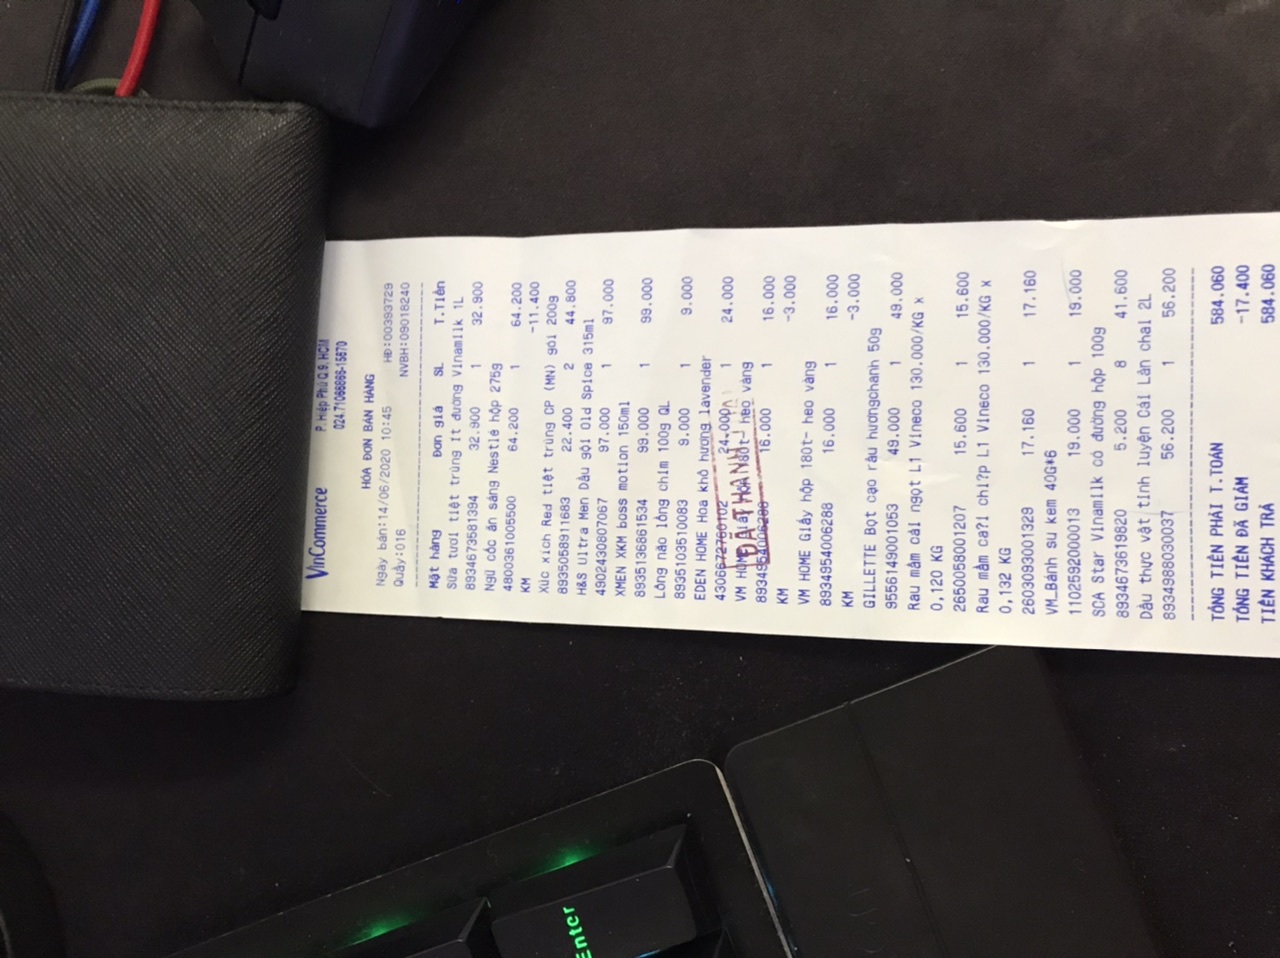 VinCommerce
P. Hiệp Phú Q.9, HCM
024.71066866-15670
HÓA ĐƠN BÁN HÀNG
Ngày bán:14/06/2020 10:45 HĐ:00393729
Quầy:016 NVBH:09018240
Mặt hàng Đơn giá SL T.Tiền
Sữa tươi tiệt trùng ít đường Vinamilk 1L
8934673581394 32.900 1 32.900
Ngũ cốc ăn sáng Nestlé hộp 275g
4800361005500 64.200 1 64.200
KM -11.400
Xúc xích Red tiệt trùng CP (MN) gói 200g
8935058911683 22.400 2 44.800
H&S Ultra Men Dầu gội Old Spice 315ml
4902430807067 97.000 1 97.000
XMEN XKM boss motion 150ml
8935136861534 99.000 1 99.000
Long não lồng chim 100g QL
8935103510083 9.000 1 9.000
EDEN HOME Hoa khô hương lavender
4306672760102 24.000 1 24.000
VM HOME Giấy hộp 180t- heo vàng
8934954006288 16.000 1 16.000
KM -3.000
VM HOME Giấy hộp 180t- heo vàng
8934954006288 16.000 1 16.000
KM -3.000
GILLETTE Bọt cạo râu hươngchanh 50g
9556149001053 49.000 1 49.000
Rau mầm cải ngọt L1 Vineco 130.000/KG x
0,120 KG
2650058001207 15.600 1 15.600
Rau mầm ca?i chi?p L1 Vineco 130.000/KG x
0,132 KG
2603093001329 17.160 1 17.160
VM_Bánh su kem 40G*6
1102592000013 19.000 1 19.000
SCA Star Vinamilk có đường hộp 100g
8934673619820 5.200 8 41.600
Dầu thực vật tinh luyện Cái Lân chai 2L
8934988030037 56.200 1 56.200
TỔNG TIỀN PHẢI T.TOÁN 584.060
TỔNG TIỀN ĐÃ GIẢM -17.400
TIỀN KHÁCH TRẢ 584.060
ĐÃ THANH
Enter